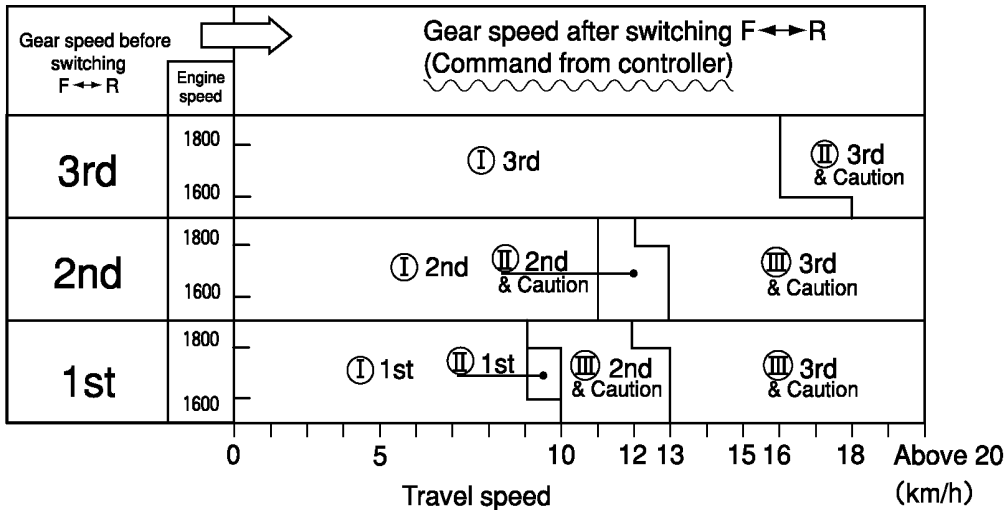 Gear speed before
switching
F↔R
Engine
speed
Gear speed after switching F↔R
(Command from controller)
3rd
1800
1600
Ⅰ 3rd
Ⅱ 3rd
& Caution
2nd
1800
1600
Ⅰ 2nd
Ⅱ 2nd
& Caution
Ⅲ 3rd
& Caution
1st
1800
1600
Ⅰ 1st
Ⅱ 1st
Ⅲ 2nd
& Caution
Ⅲ 3rd
& Caution
0 5 10 12 13 15 16 18 Above 20
Travel speed
(km/h)